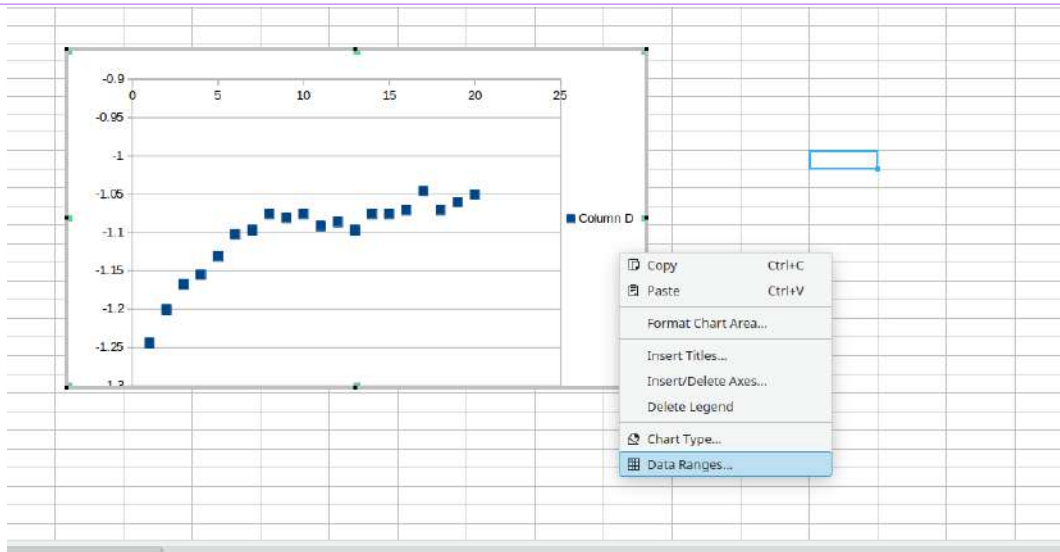 -0.9
0 5 10 15 20 25
-0.95
-1
-1.05
-1.1
-1.15
-1.2
-1.25
-1.3
Column D
Copy Ctrl+C
Paste Ctrl+V
Format Chart Area...
Insert Titles...
Insert/Delete Axes...
Delete Legend
Chart Type...
Data Ranges...